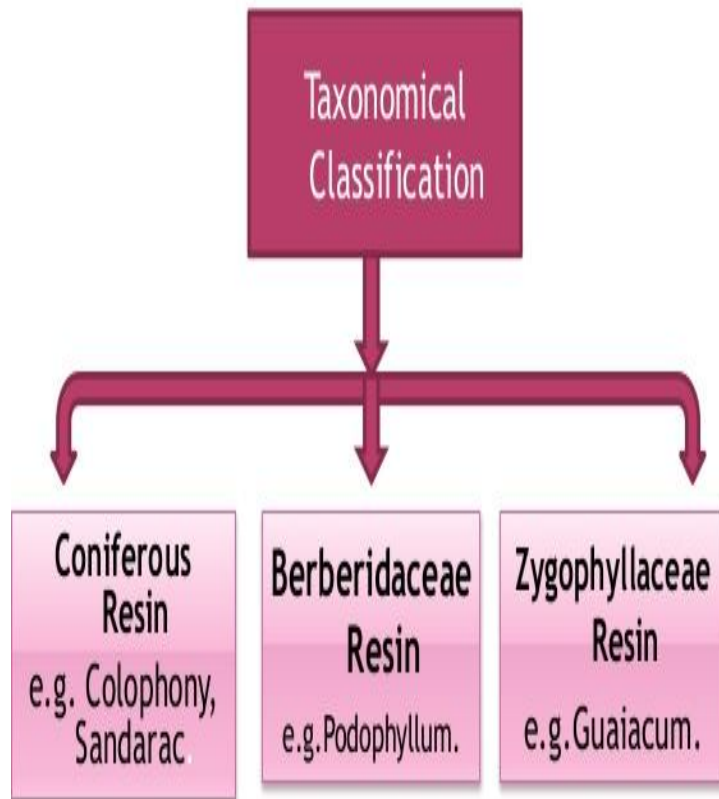 Taxonomical
Classification
Coniferous
Resin
e.g. Colophony,
Sandarac.
Berberidaceae
Resin
e.g.Podophyllum.
Zygophyllaceae
Resin
e.g.Guaiacum.